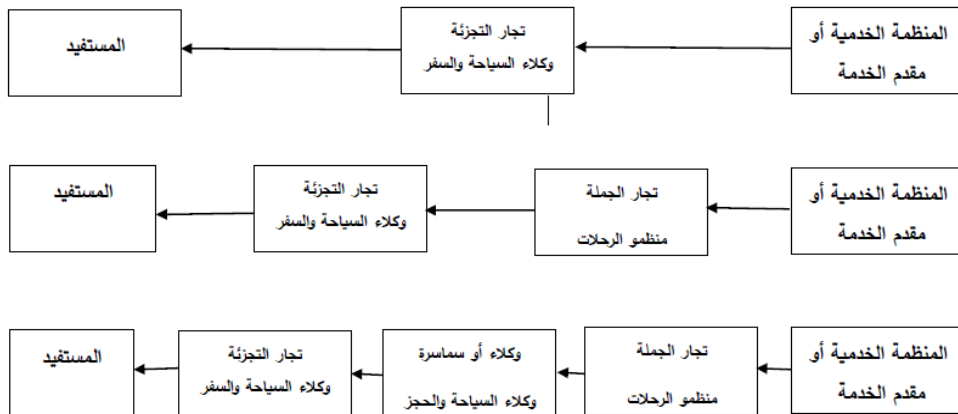 المنظمة الخدمية أو
مقدم الخدمة
تجار التجزئة
وكلاء السياحة والسفر
المستفيد
المنظمة الخدمية أو
مقدم الخدمة
تجار الجملة
منظمو الرحلات
تجار التجزئة
وكلاء السياحة والسفر
المستفيد
المنظمة الخدمية أو
مقدم الخدمة
تجار الجملة
منظمو الرحلات
وكلاء أو سماسرة
وكلاء السياحة والحجز
تجار التجزئة
وكلاء السياحة والسفر
المستفيد